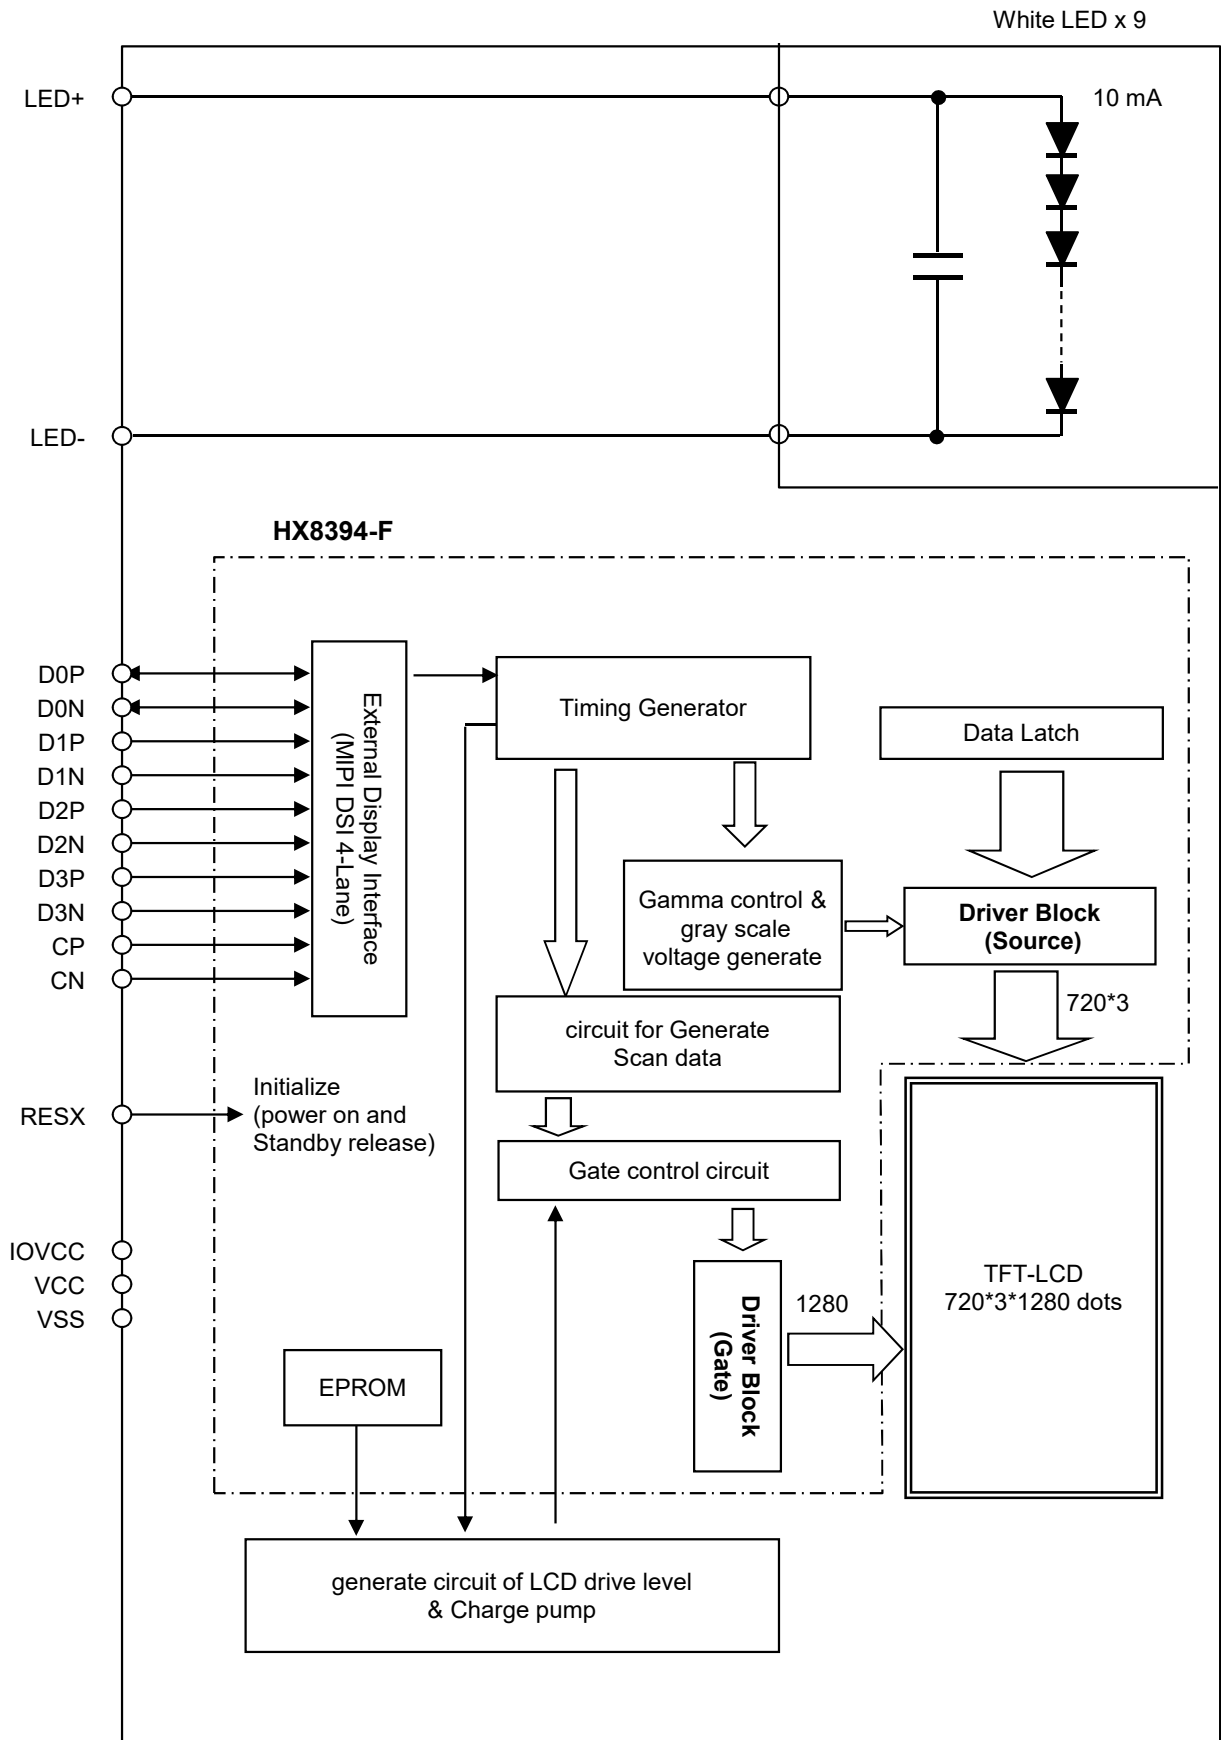 White LED x 9
LED+
10 mA
LED-
HX8394-F
D0P
D0N
D1P
D1N
D2P
D2N
D3P
D3N
CP
CN
External Display Interface
(MIPI DSI 4-Lane)
Timing Generator
Data Latch
Gamma control &
gray scale
voltage generate
Driver Block
(Source)
720*3
circuit for Generate
Scan data
RESX
Initialize
(power on and
Standby release)
Gate control circuit
IOVCC
VCC
VSS
Driver Block
(Gate)
1280
TFT-LCD
720*3*1280 dots
EPROM
generate circuit of LCD drive level
& Charge pump